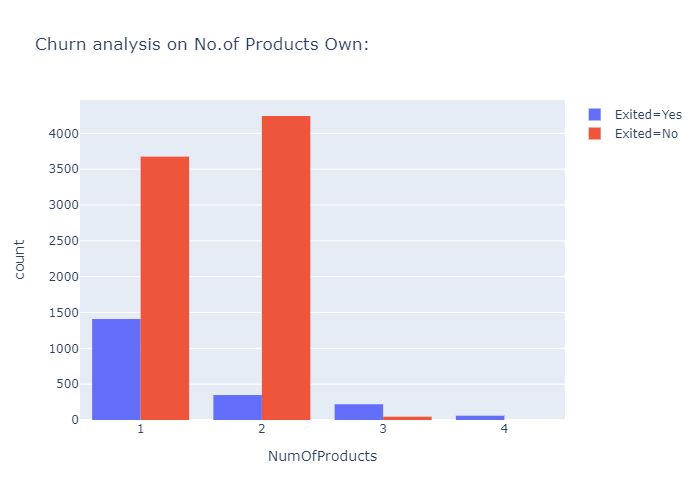 Churn analysis on No.of Products Own:
Exited=Yes
Exited=No
4000
3500
3000
2500
2000
1500
1000
500
0
count
1 2 3 4
NumOfProducts